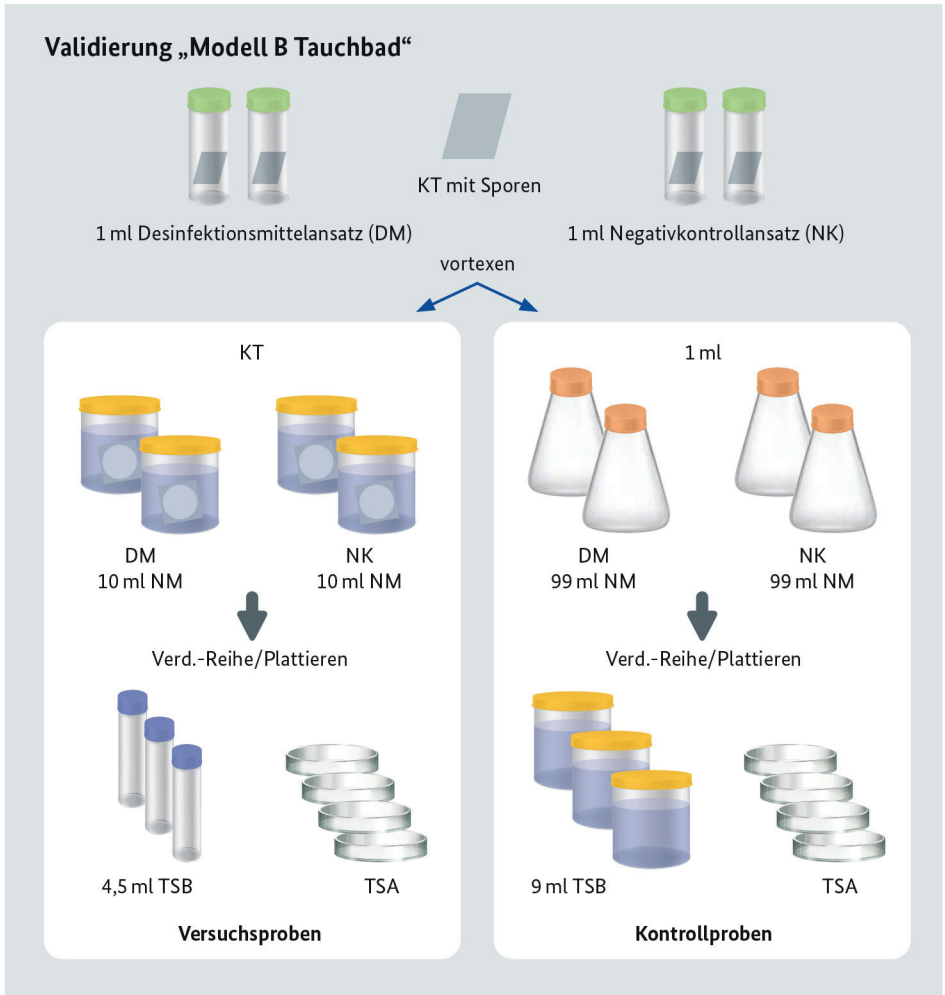 Validierung „Modell B Tauchbad“
KT mit Sporen
1 ml Desinfektionsmittelansatz (DM)
1 ml Negativkontrollansatz (NK)
vortexen
KT
DM
10 ml NM
NK
10 ml NM
Verd.-Reihe/Plattieren
4,5 ml TSB
TSA
Versuchsproben
1 ml
DM
99 ml NM
NK
99 ml NM
Verd.-Reihe/Plattieren
9 ml TSB
TSA
Kontrollproben